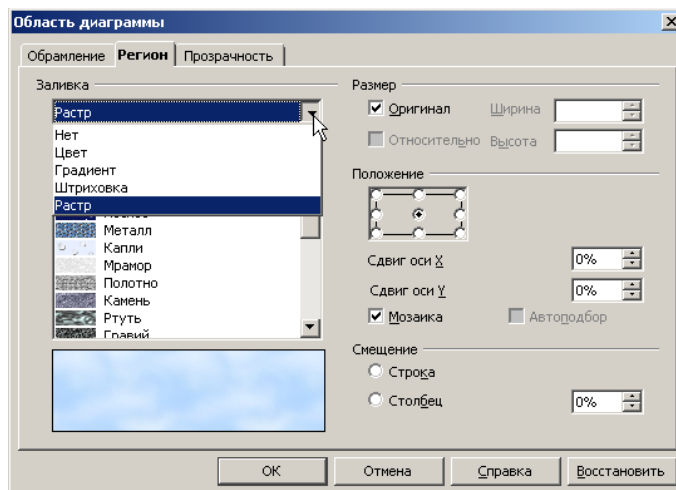 Область диаграммы
Обрамление Регион Прозрачность
Заливка
Растр
Нет
Цвет
Градиент
Штриховка
Растр
Металл
Капли
Мрамор
Полотно
Камень
Ртуть
Гравий
Размер
Оригинал Ширина
Относительно Высота
Положение
Сдвиг оси X 0%
Сдвиг оси Y 0%
Мозаика Автоподбор
Смещение
Строка
Столбец 0%
ОК Отмена Справка Восстановить